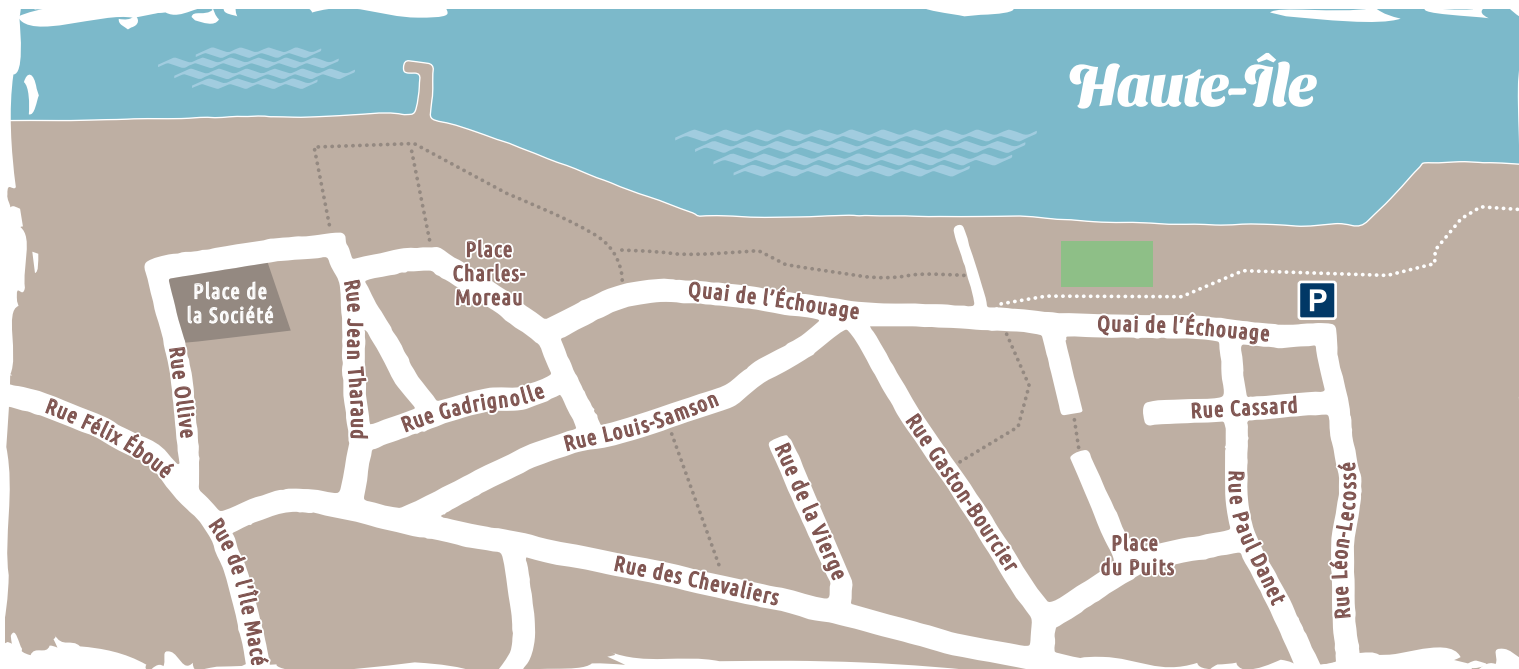 Haute-Île
Place
Charles-
Moreau
Place de
la Société
P
Quai de l'Échouage
Quai de l'Échouage
Rue Jean Tharaud
Rue Ollive
Rue Gadrignolle
Rue Louis-Samson
Rue Cassard
Rue Félix Éboué
Rue Gaston-Bourcier
Rue de la Vierge
Rue Paul Danet
Rue Léon-Lecossé
Rue de l'Île Macé
Place
du Puits
Rue des Chevaliers